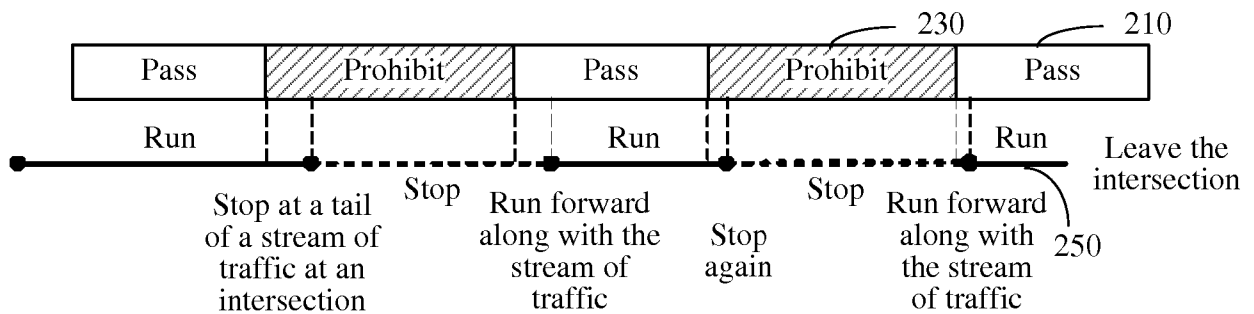 230
210
Pass
Prohibit
Pass
Prohibit
Pass
Run
Run
Run
Leave the
intersection
Stop
Stop
Stop at a tail
of a stream of
traffic at an
intersection
Run forward
along with the
stream of
traffic
Stop
again
Run forward
along with
the stream
of traffic
250